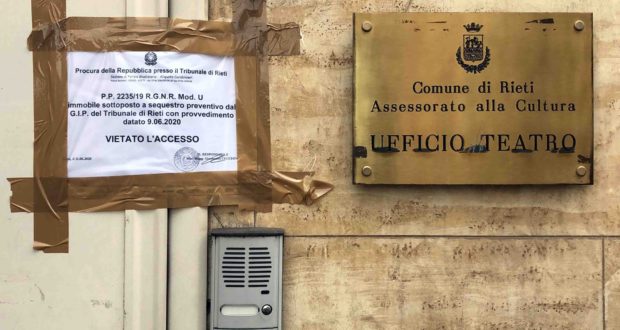 Procura della Repubblica presso il Tribunale di Rieti
P.P. 2235/19 R.G.N.R. Mod. U
immobile sottoposto a sequestro preventivo dal
G.I.P. del Tribunale di Rieti con provvedimento
datato 9.06.2020
VIETATO L'ACCESSO
Comune di Rieti
Assessorato alla Cultura
UFFICIO TEATRO